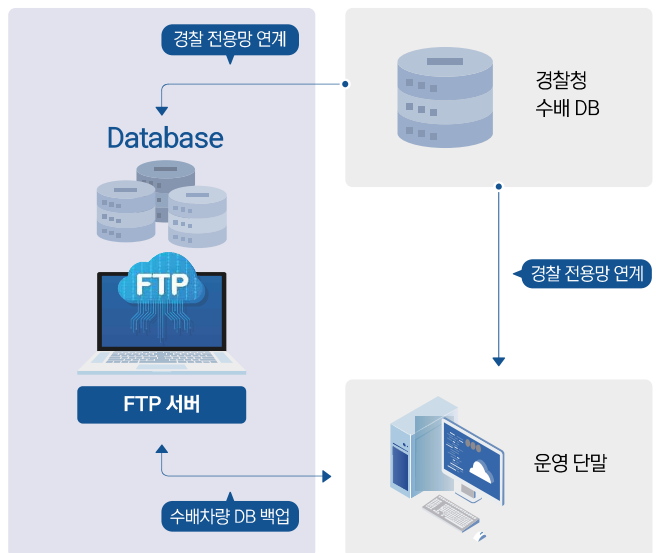 경찰 전용망 연계
경찰청
수배 DB
Database
FTP
경찰 전용망 연계
FTP 서버
운영 단말
수배차량 DB 백업